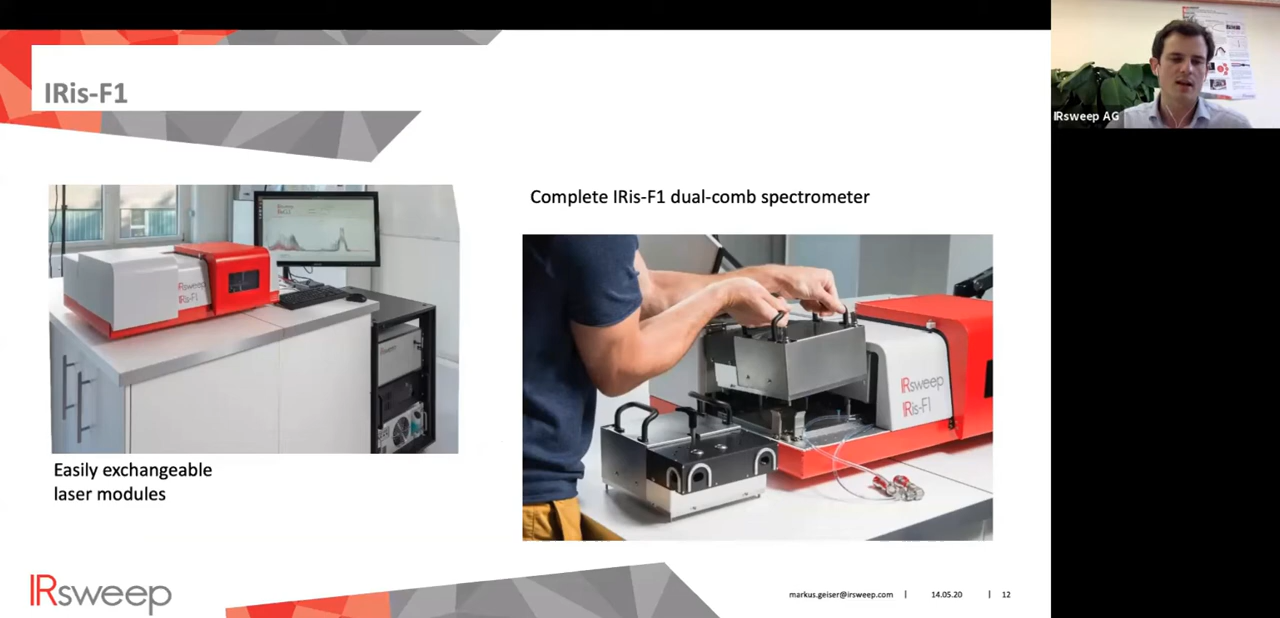 IRis-F1
IRsweep AG
Complete IRis-F1 dual-comb spectrometer
IRsweep
IRis-F1
IRsweep
IRsweep
IRis-F1
Easily exchangeable
laser modules
IRsweep
markus.geiser@irsweep.com | 14.05.20 | 12